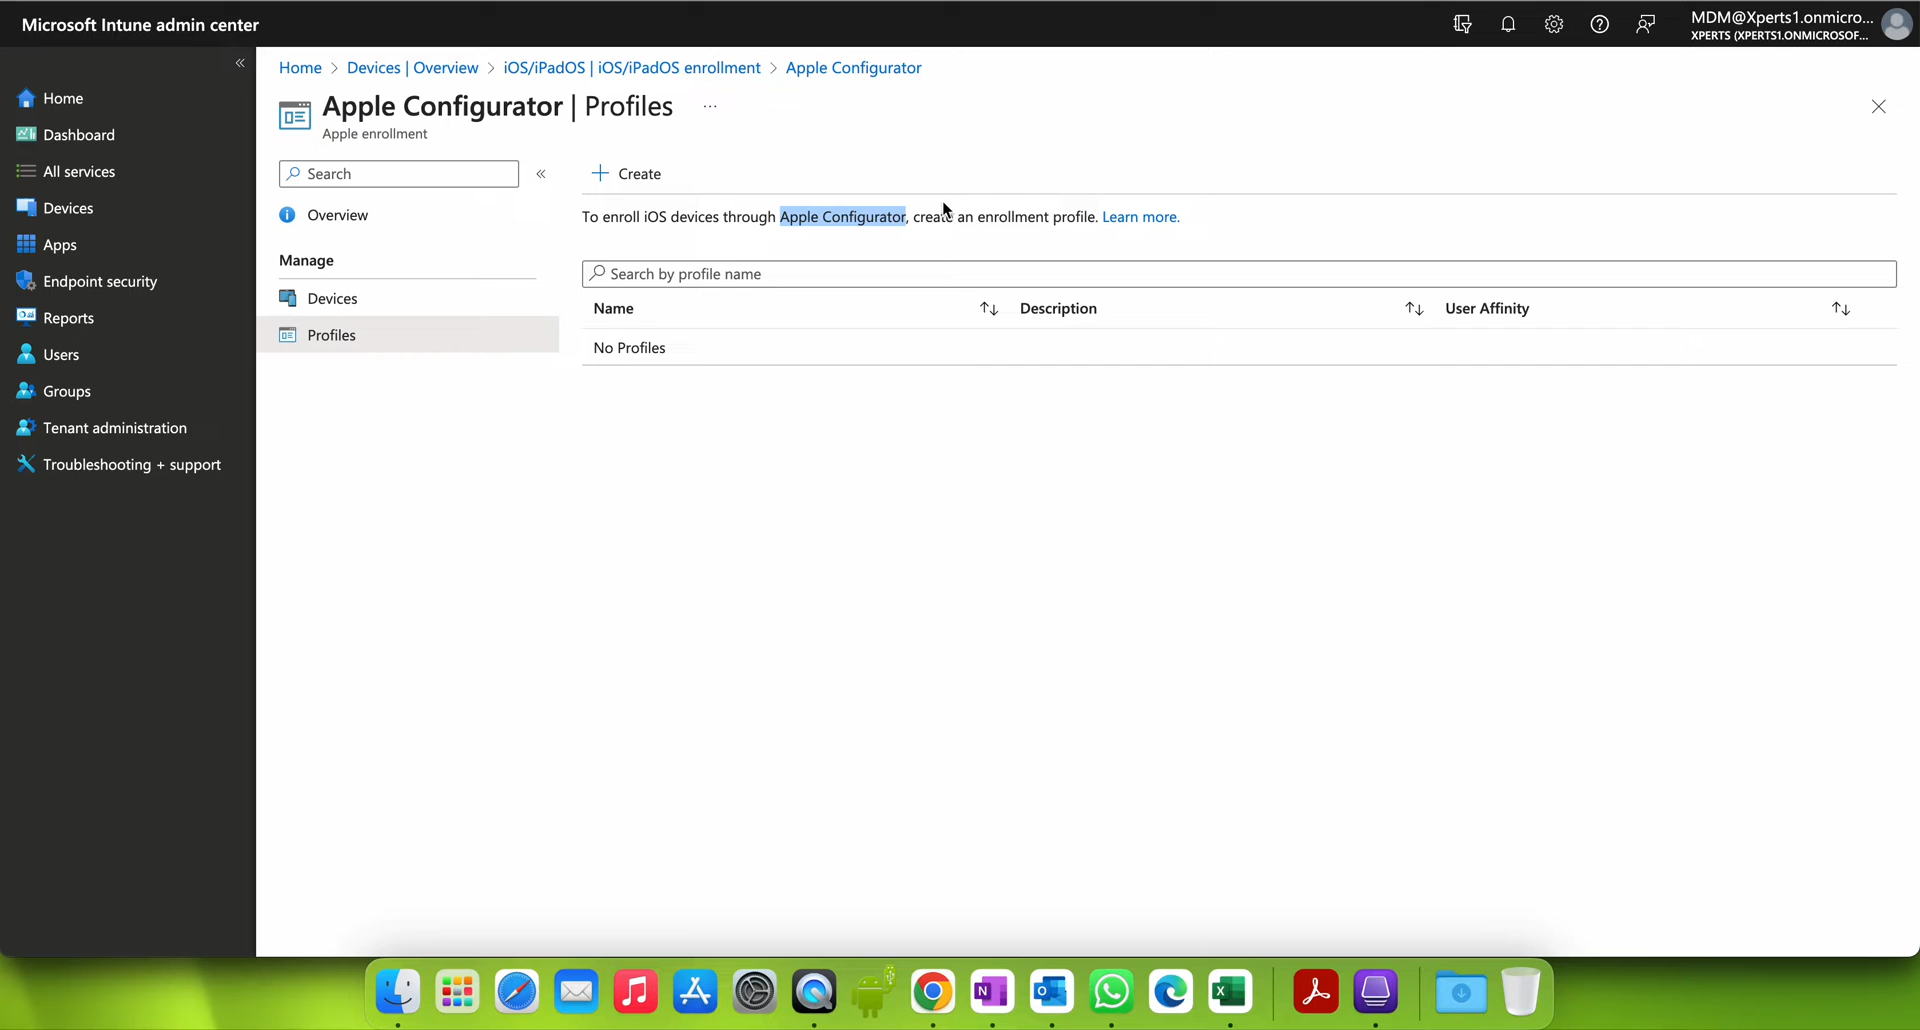 Microsoft Intune admin center
MDM@Xperts1.onmicro...
XPERTS (XPERTS1.ONMICROSOF...
Home
Dashboard
All services
Devices
Apps
Endpoint security
Reports
Users
Groups
Tenant administration
Troubleshooting + support
Home > Devices | Overview > iOS/iPadOS | iOS/iPadOS enrollment > Apple Configurator
Apple Configurator | Profiles ...
Apple enrollment
Search
Overview
Manage
Devices
Profiles
+ Create
To enroll iOS devices through Apple Configurator, create an enrollment profile. Learn more.
Search by profile name
Name Description User Affinity
No Profiles